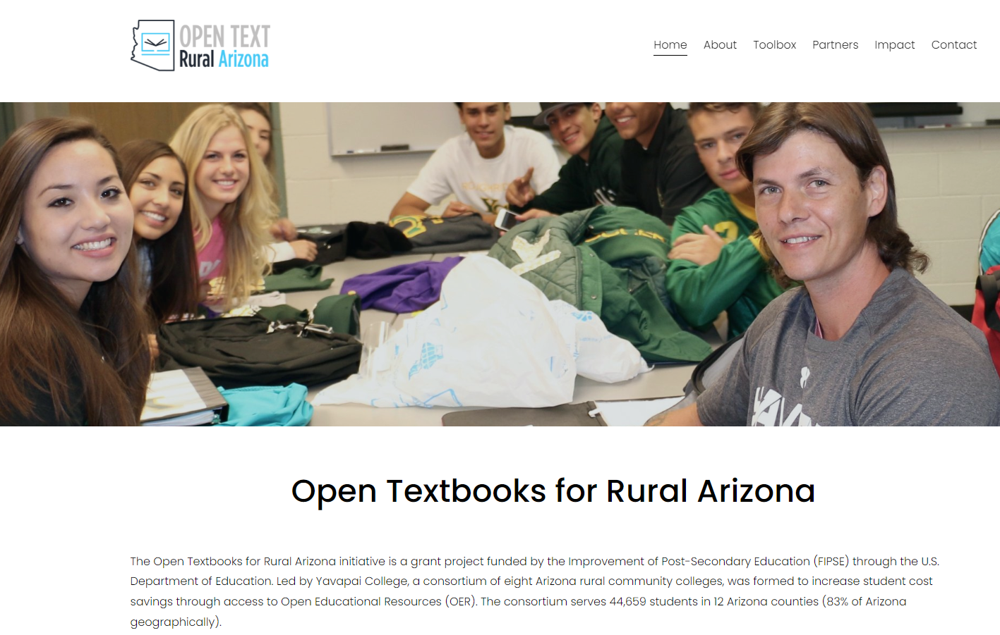 OPEN TEXT
Rural Arizona
Home About Toolbox Partners Impact Contact
Open Textbooks for Rural Arizona
The Open Textbooks for Rural Arizona initiative is a grant project funded by the Improvement of Post-Secondary Education (FIPSE) through the U.S.
Department of Education. Led by Yavapai College, a consortium of eight Arizona rural community colleges, was formed to increase student cost
savings through access to Open Educational Resources (OER). The consortium serves 44,659 students in 12 Arizona counties (83% of Arizona
geographically).